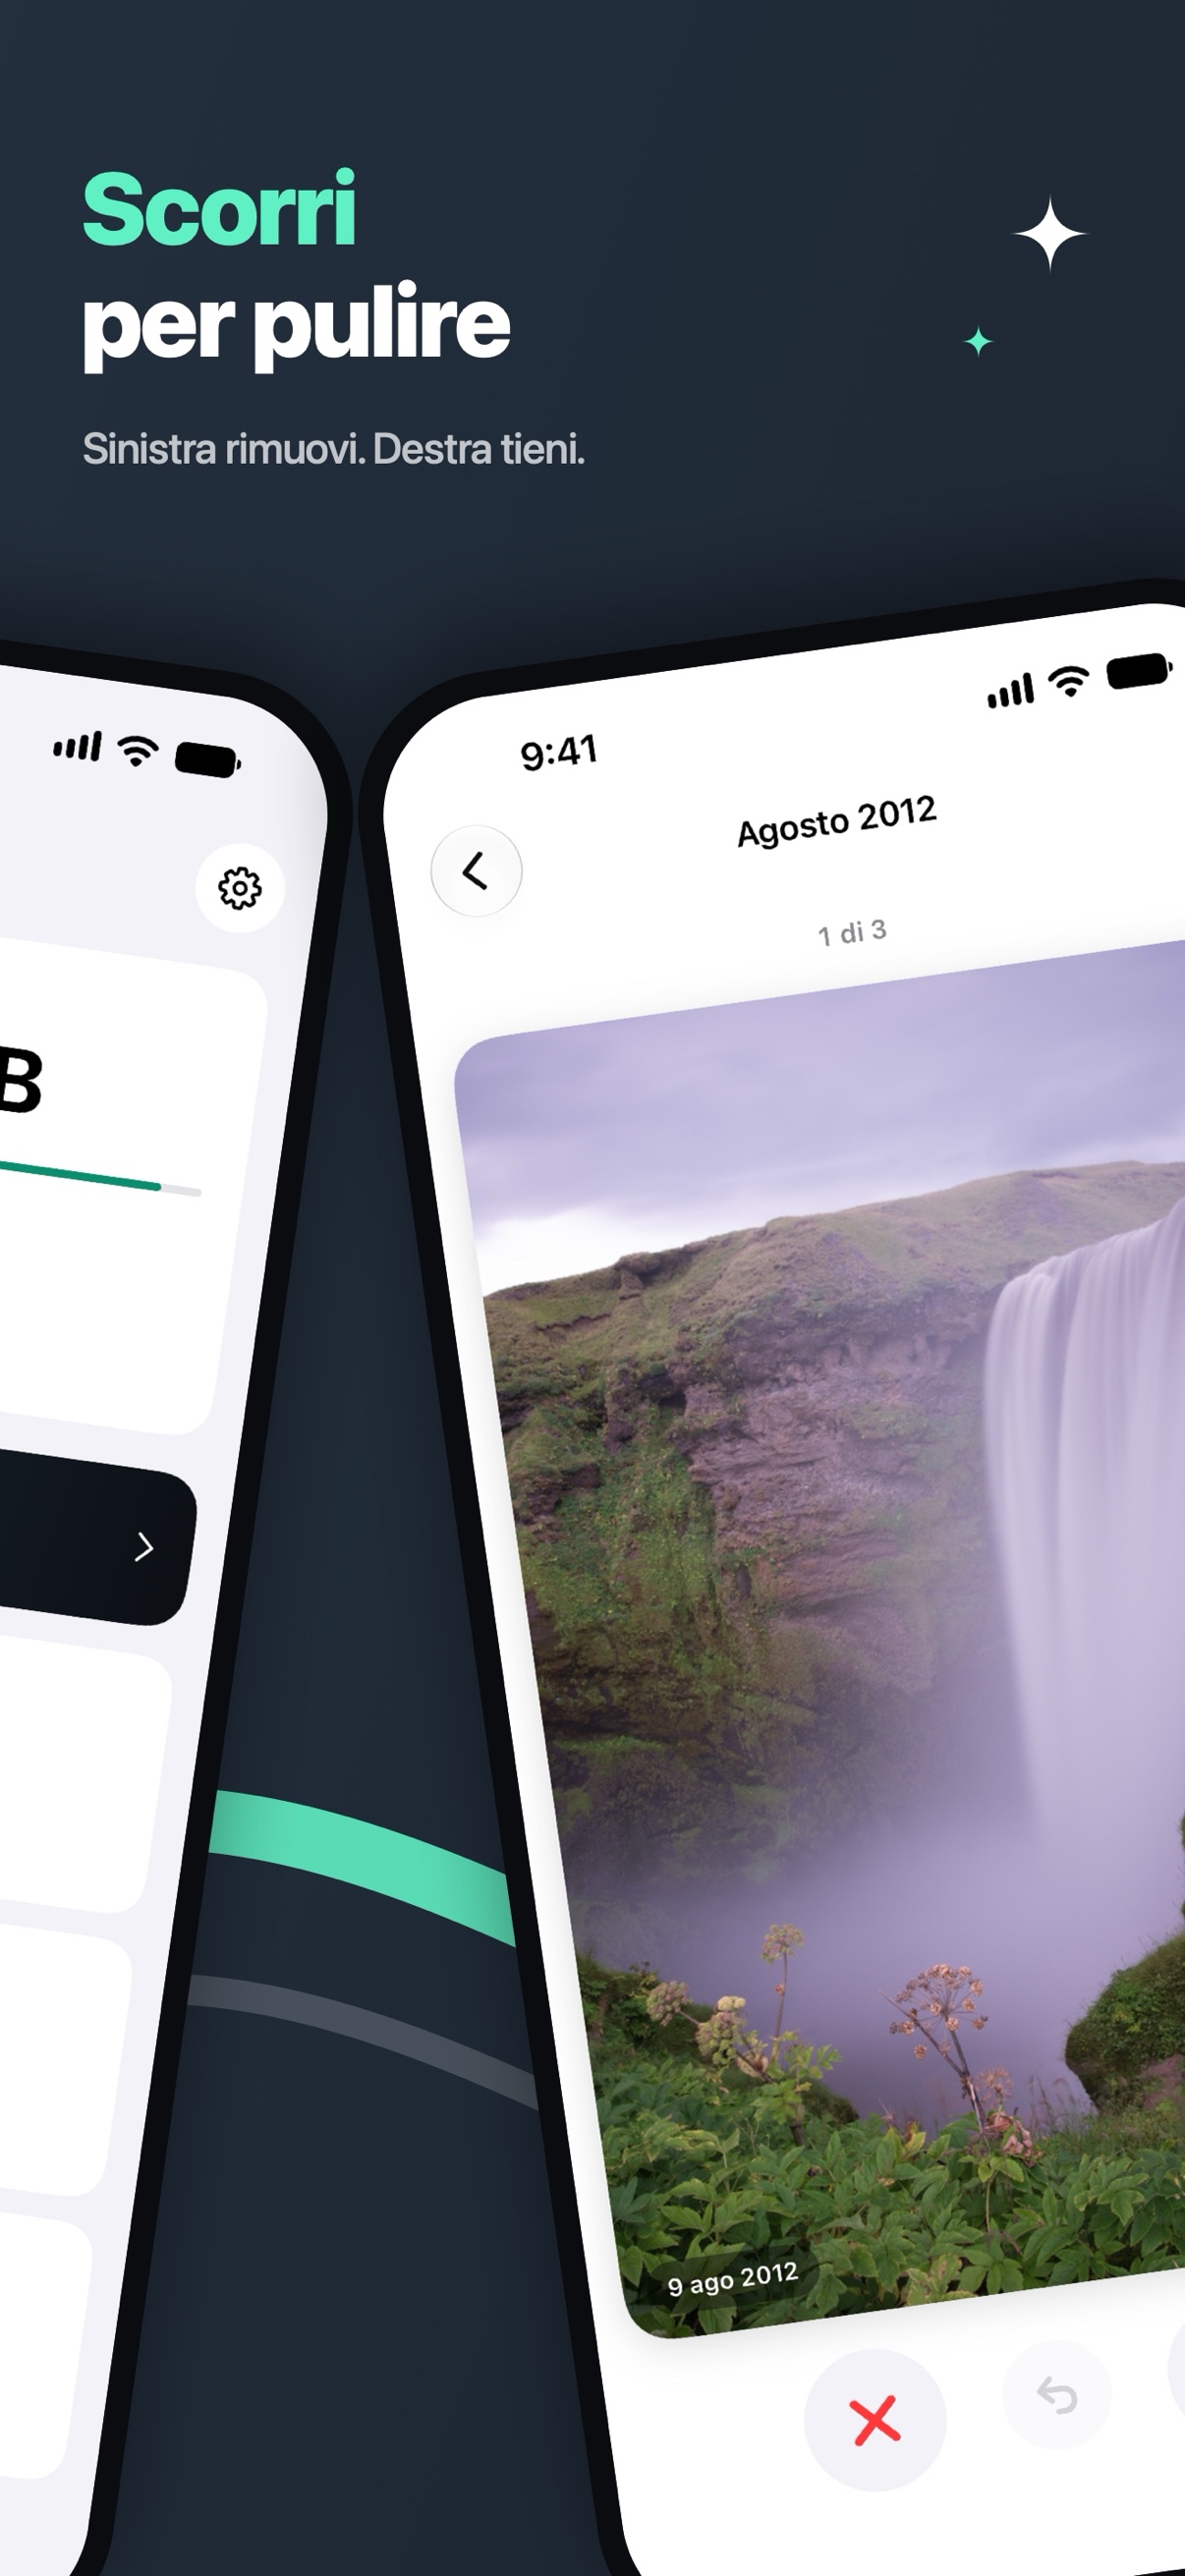 Scorri
per pulire
Sinistra rimuovi. Destra tieni.
9:41
Agosto 2012
1 di 3
B
9 ago 2012